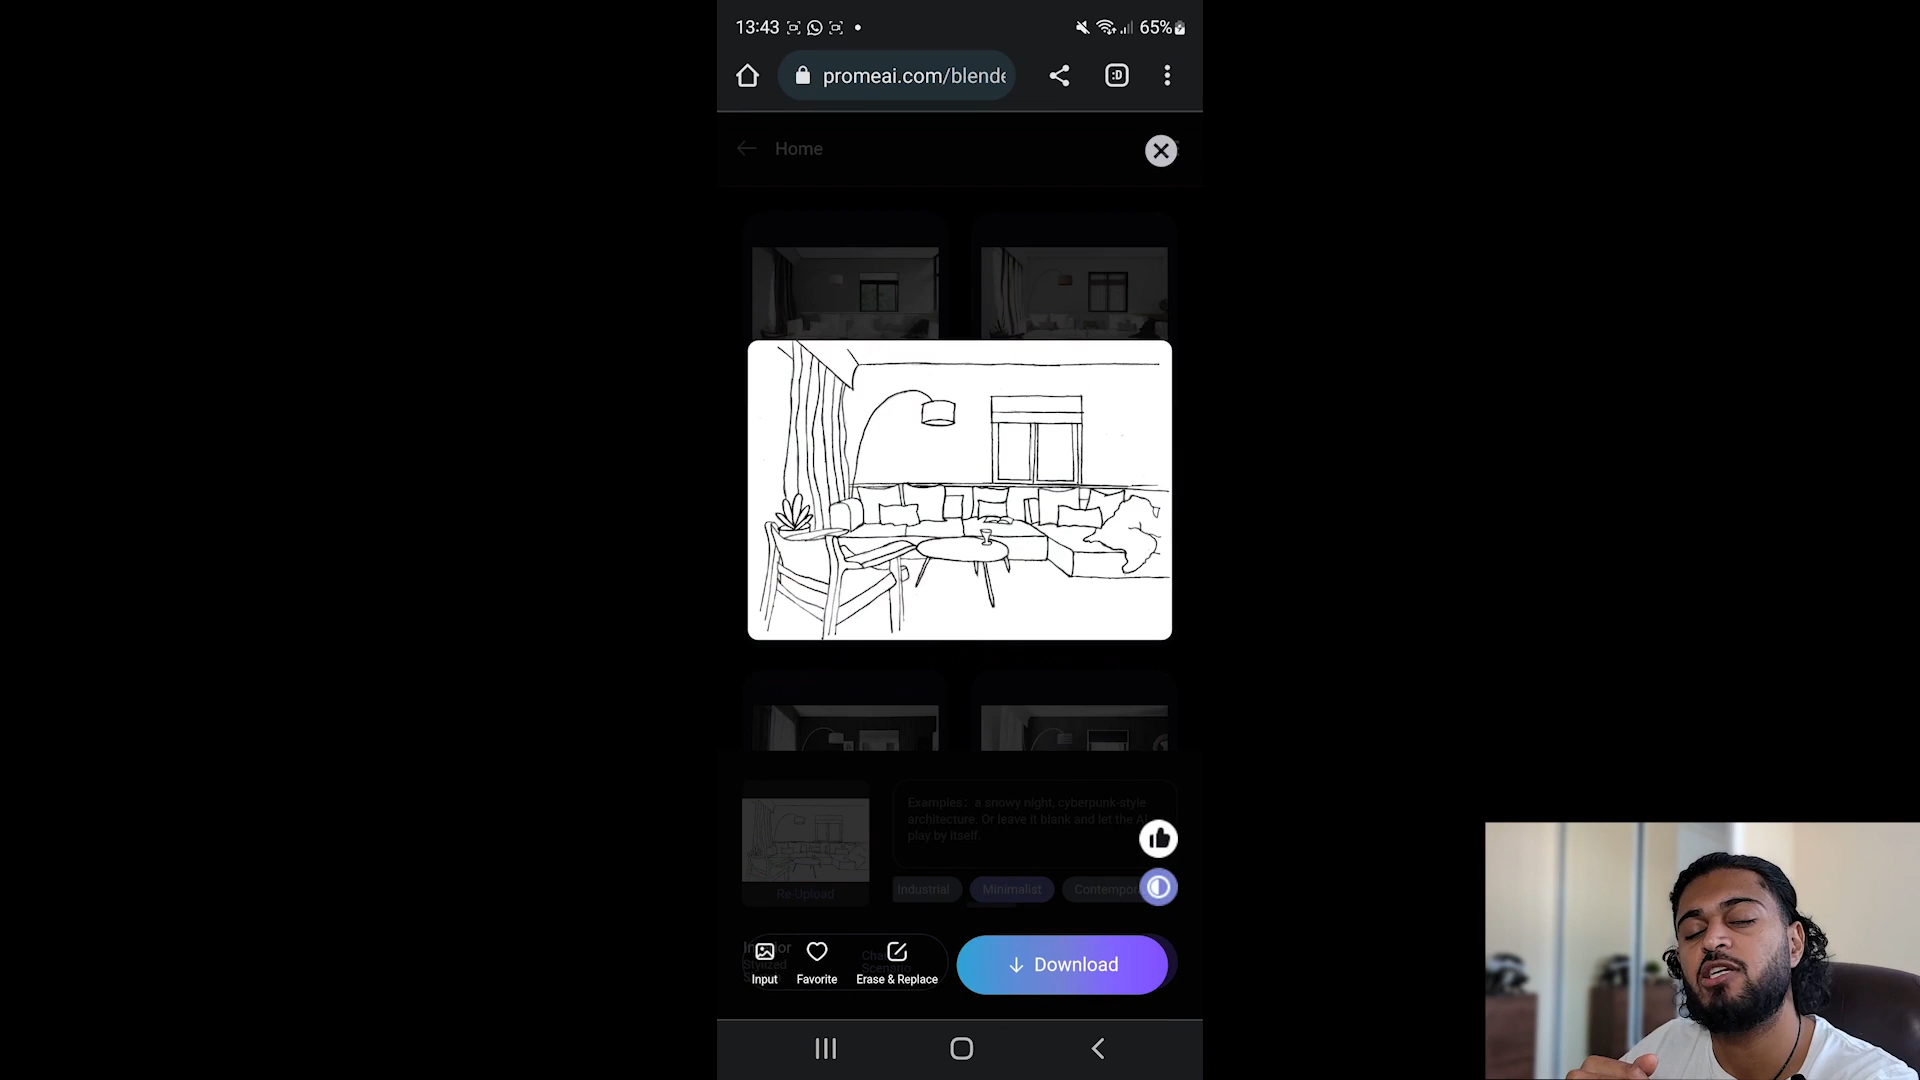 13:43
65%
promeai.com/blende
:D
Home
Examples: a snowy night, cyberpunk-style
architecture. Or leave it blank and let the AI
play by itself.
Industrial
Minimalist
Contempor
Re-Upload
Input
Favorite
Erase & Replace
Download